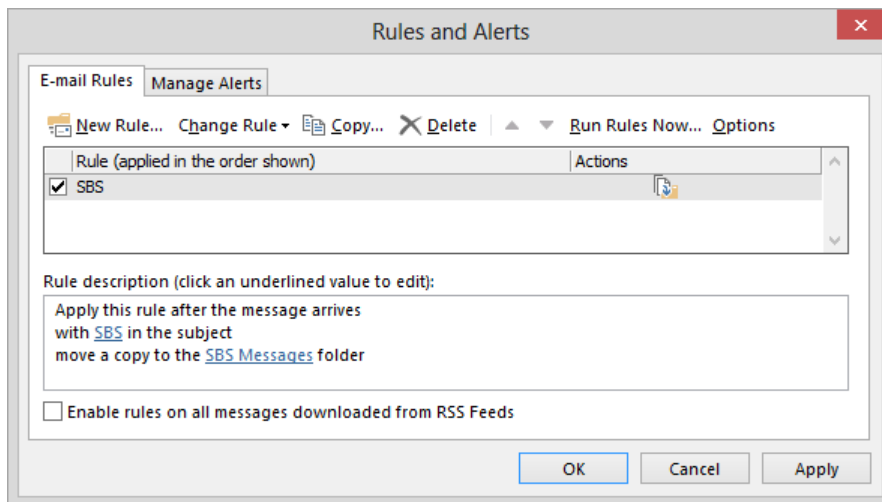 Rules and Alerts
E-mail Rules Manage Alerts
New Rule... Change Rule Copy... Delete Run Rules Now... Options
Rule (applied in the order shown) Actions
SBS
Rule description (click an underlined value to edit):
Apply this rule after the message arrives
with SBS in the subject
move a copy to the SBS Messages folder
Enable rules on all messages downloaded from RSS Feeds
OK Cancel Apply